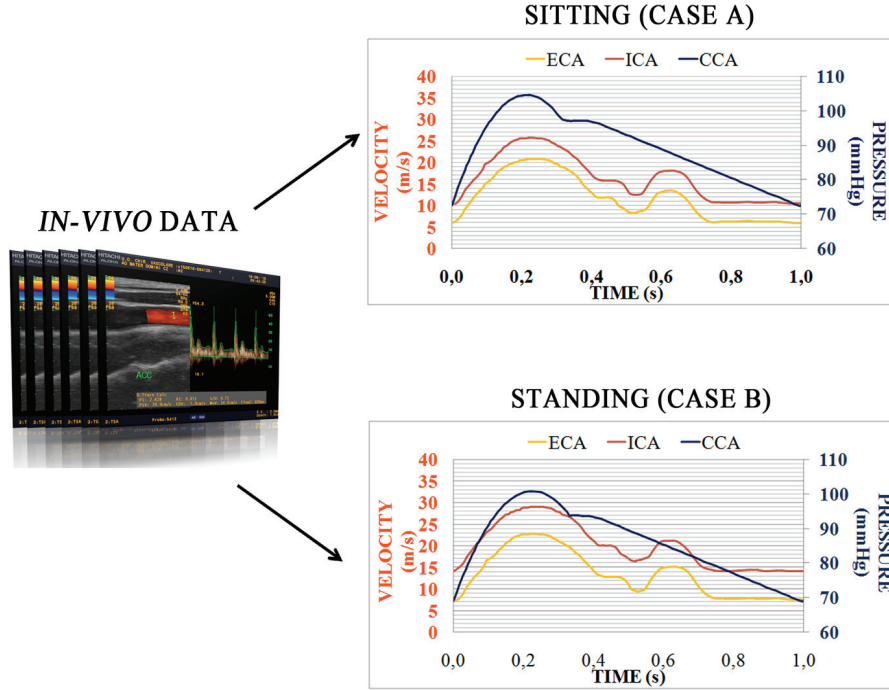 SITTING (CASE A)
ECA ICA CCA
40
35
30
25
20
15
10
5
0
VELOCITY
(m/s)
110
100
90
80
70
60
PRESSURE
(mmHg)
0,0 0,2 0,4 0,6 0,8 1,0
TIME (s)
IN-VIVO DATA
HITACHI
ACC
STANDING (CASE B)
ECA ICA CCA
40
35
30
25
20
15
10
5
0
VELOCITY
(m/s)
110
100
90
80
70
60
PRESSURE
(mmHg)
0,0 0,2 0,4 0,6 0,8 1,0
TIME (s)